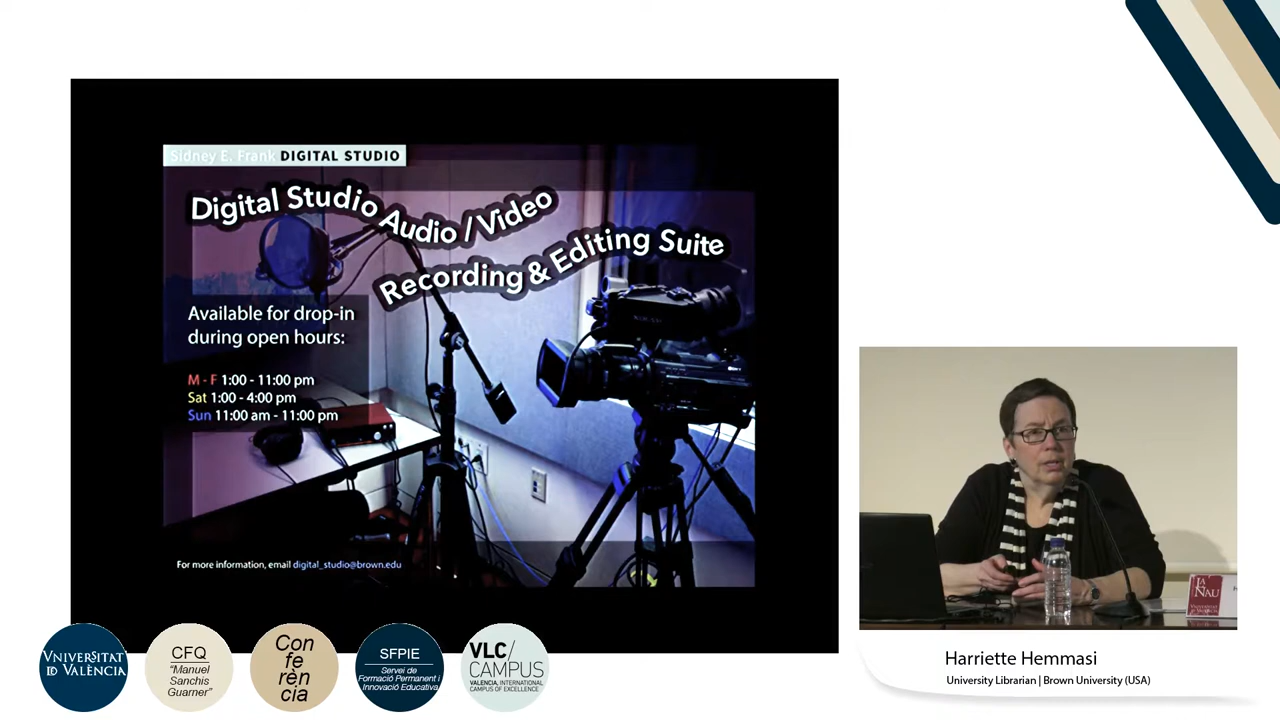 Sidney E. Frank DIGITAL STUDIO
Digital Studio Audio / Video
Recording & Editing Suite
Available for drop-in
during open hours:
M - F 1:00 - 11:00 pm
Sat 1:00 - 4:00 pm
Sun 11:00 am - 11:00 pm
For more information, email digital_studio@brown.edu
LA
NAU
Harriette Hemmasi
University Librarian | Brown University (USA)
VNIVERSITAT
DE VALÈNCIA
CFQ
"Manuel
Sanchis
Guarner"
Con
fe
rèn
cia
SFPIE
Servei de
Formació Permanent i
Innovació Educativa
VLC/
CAMPUS
VALENCIA, INTERNATIONAL
CAMPUS OF EXCELLENCE